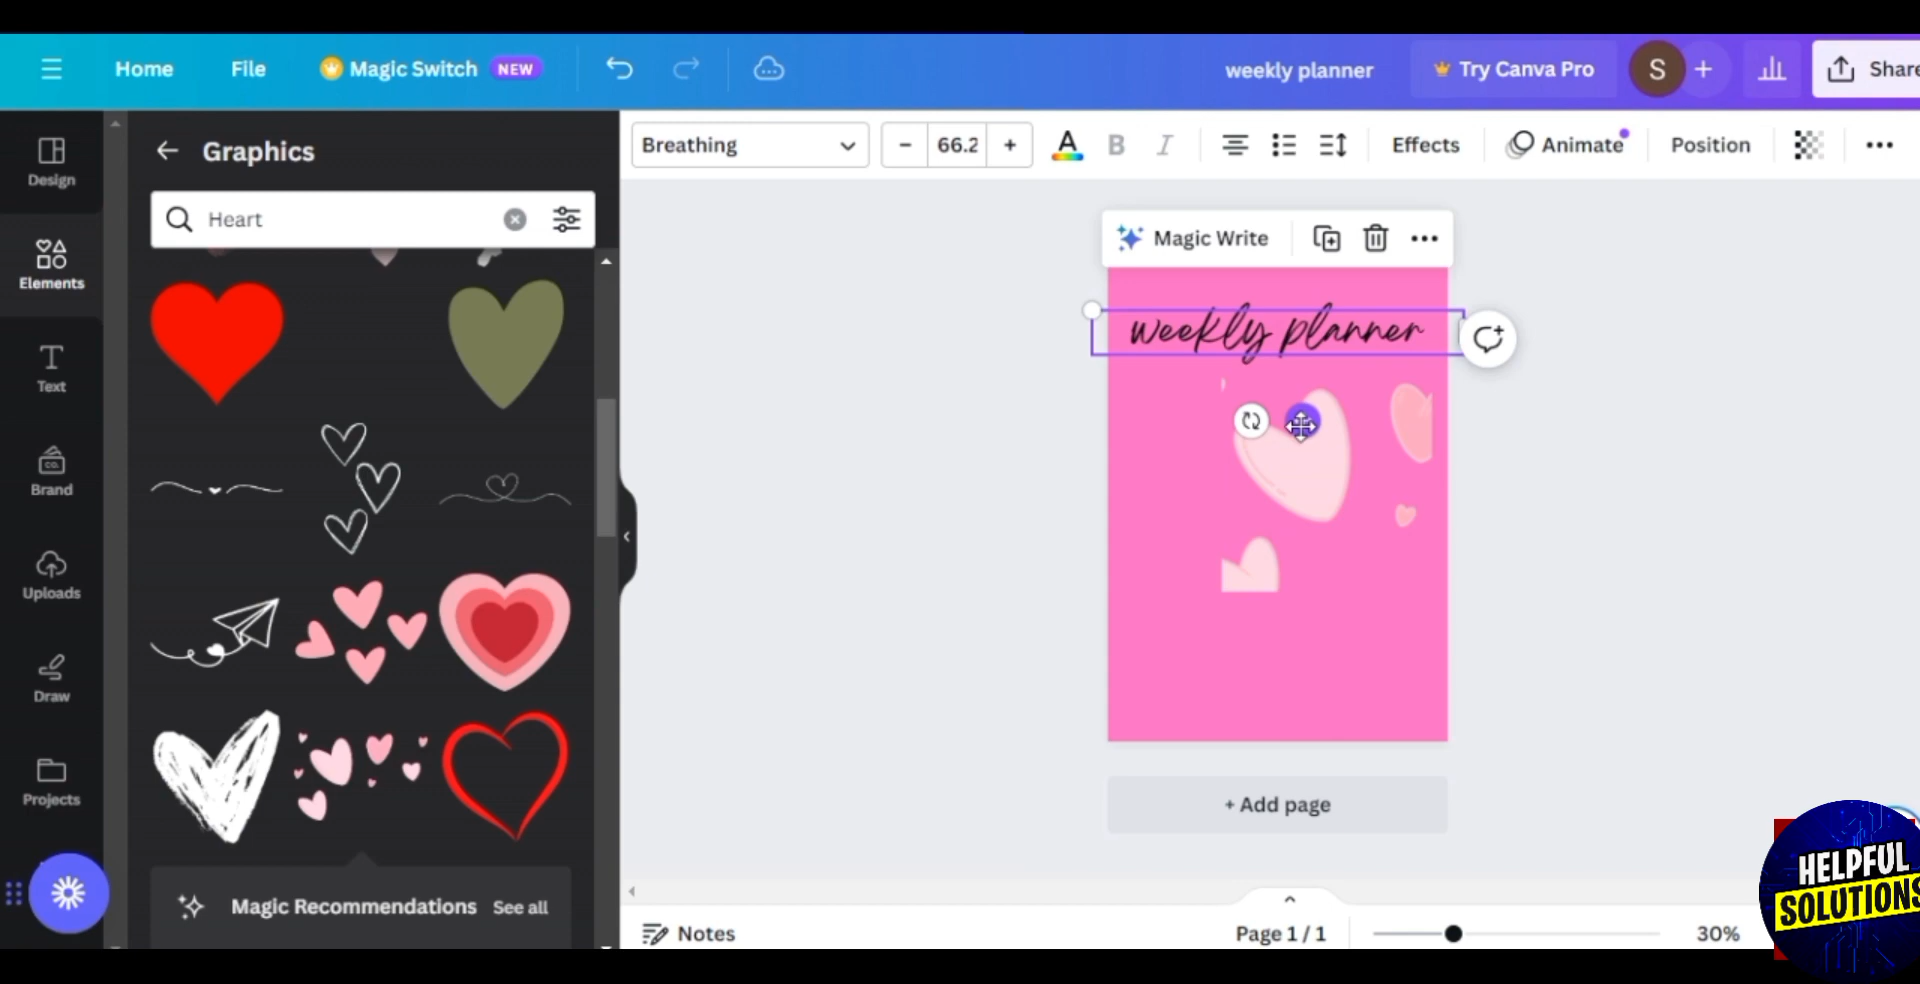 Home File Magic Switch NEW weekly planner Try Canva Pro S Share
Design
Elements
Text
Brand
CO.
Uploads
Draw
Projects
Graphics
Heart
Magic Recommendations See all
Breathing 66.2 A B I Effects Animate Position
Magic Write
weekly planner
+ Add page
Notes Page 1 / 1 30%
HELPFUL
SOLUTIONS